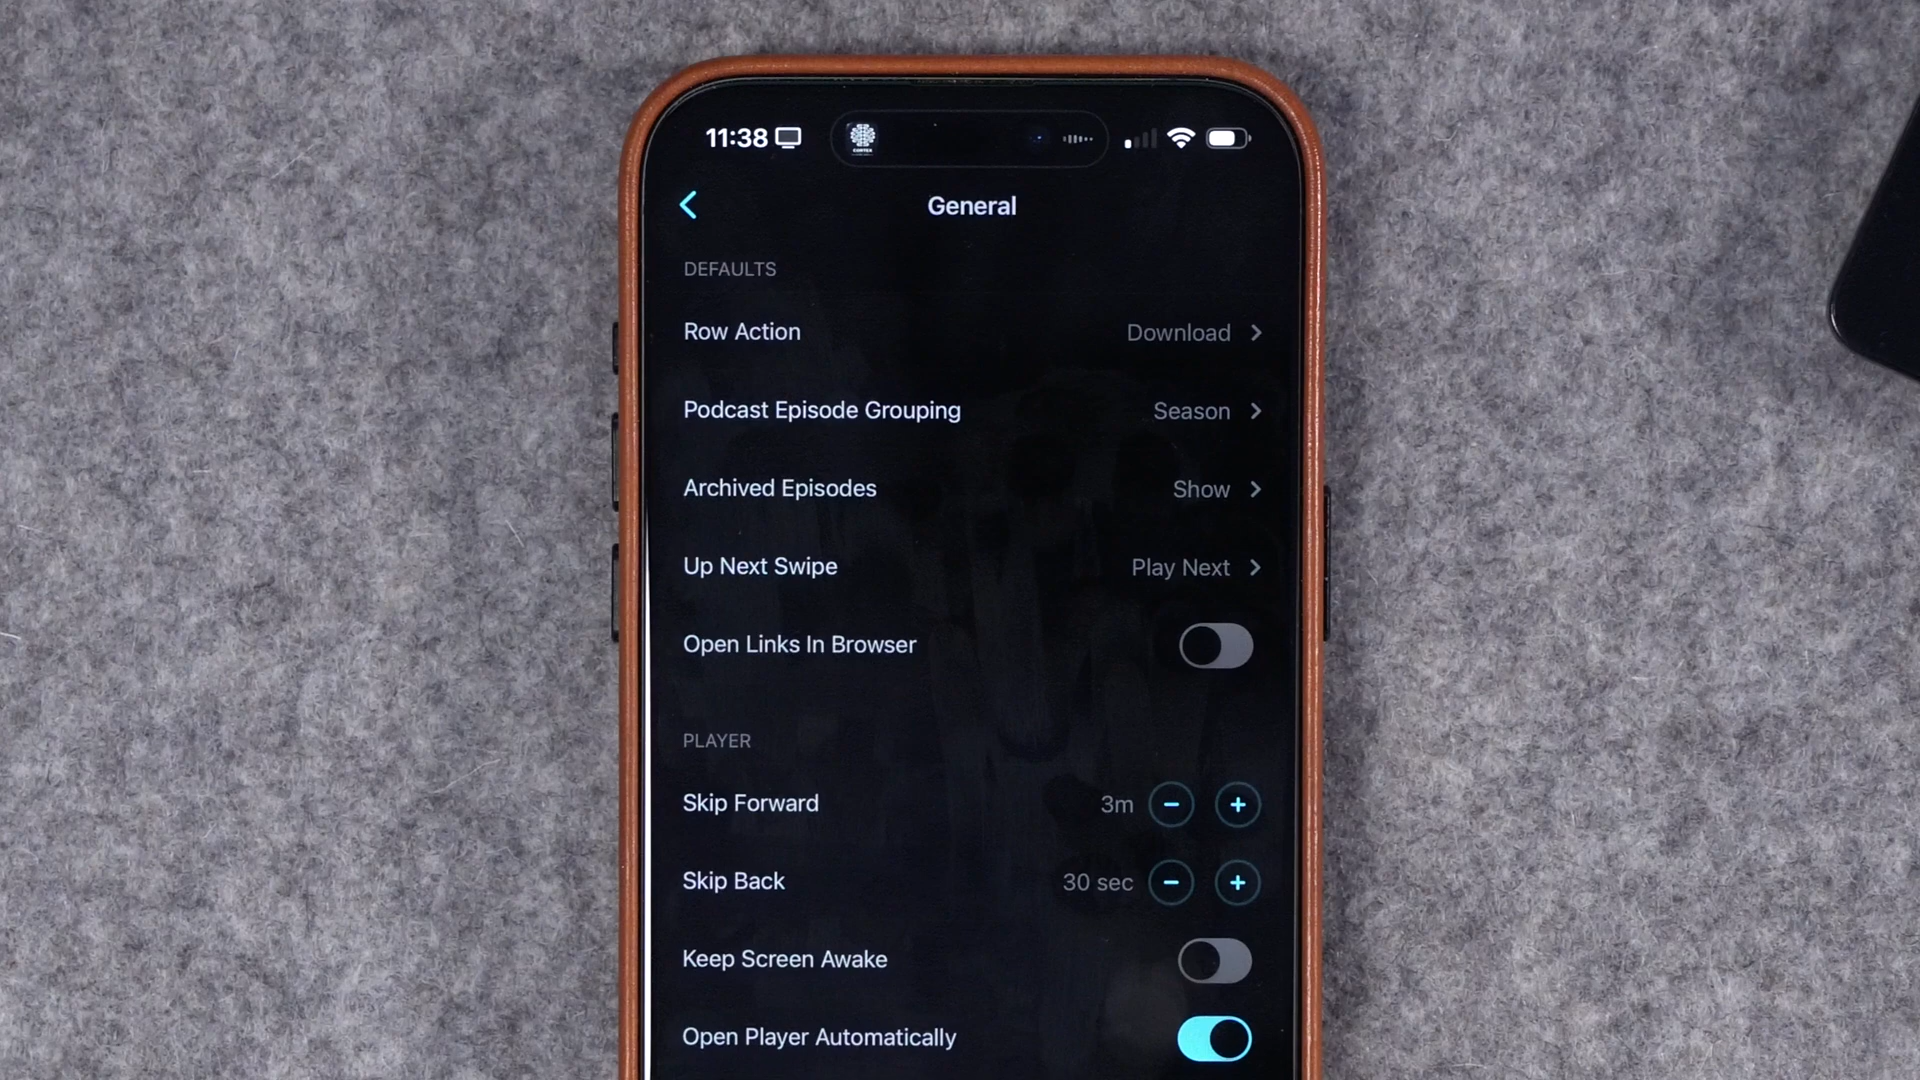 11:38
CORTEX
General
DEFAULTS
Row Action Download
Podcast Episode Grouping Season
Archived Episodes Show
Up Next Swipe Play Next
Open Links In Browser
PLAYER
Skip Forward 3m
Skip Back 30 sec
Keep Screen Awake
Open Player Automatically